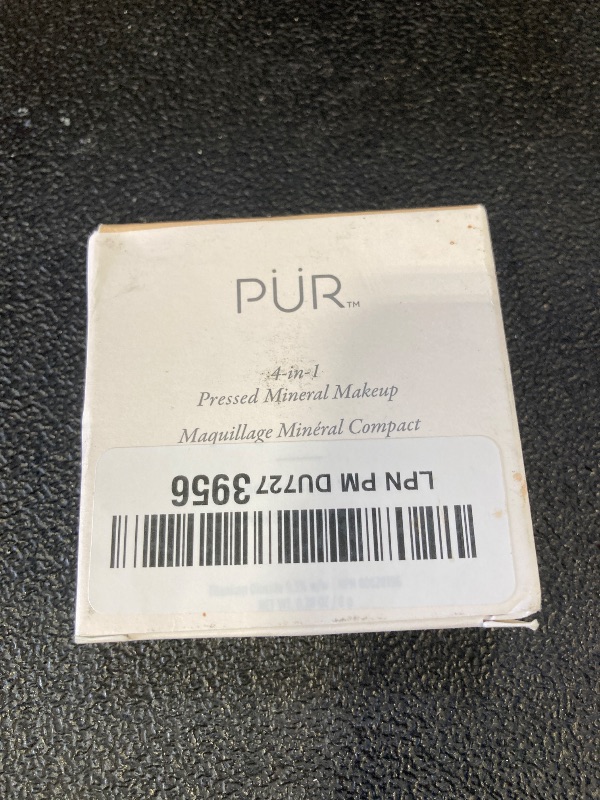 PÜR™
4-in-1
Pressed Mineral Makeup
Maquillage Minéral Compact
LPN PM DU727 3956